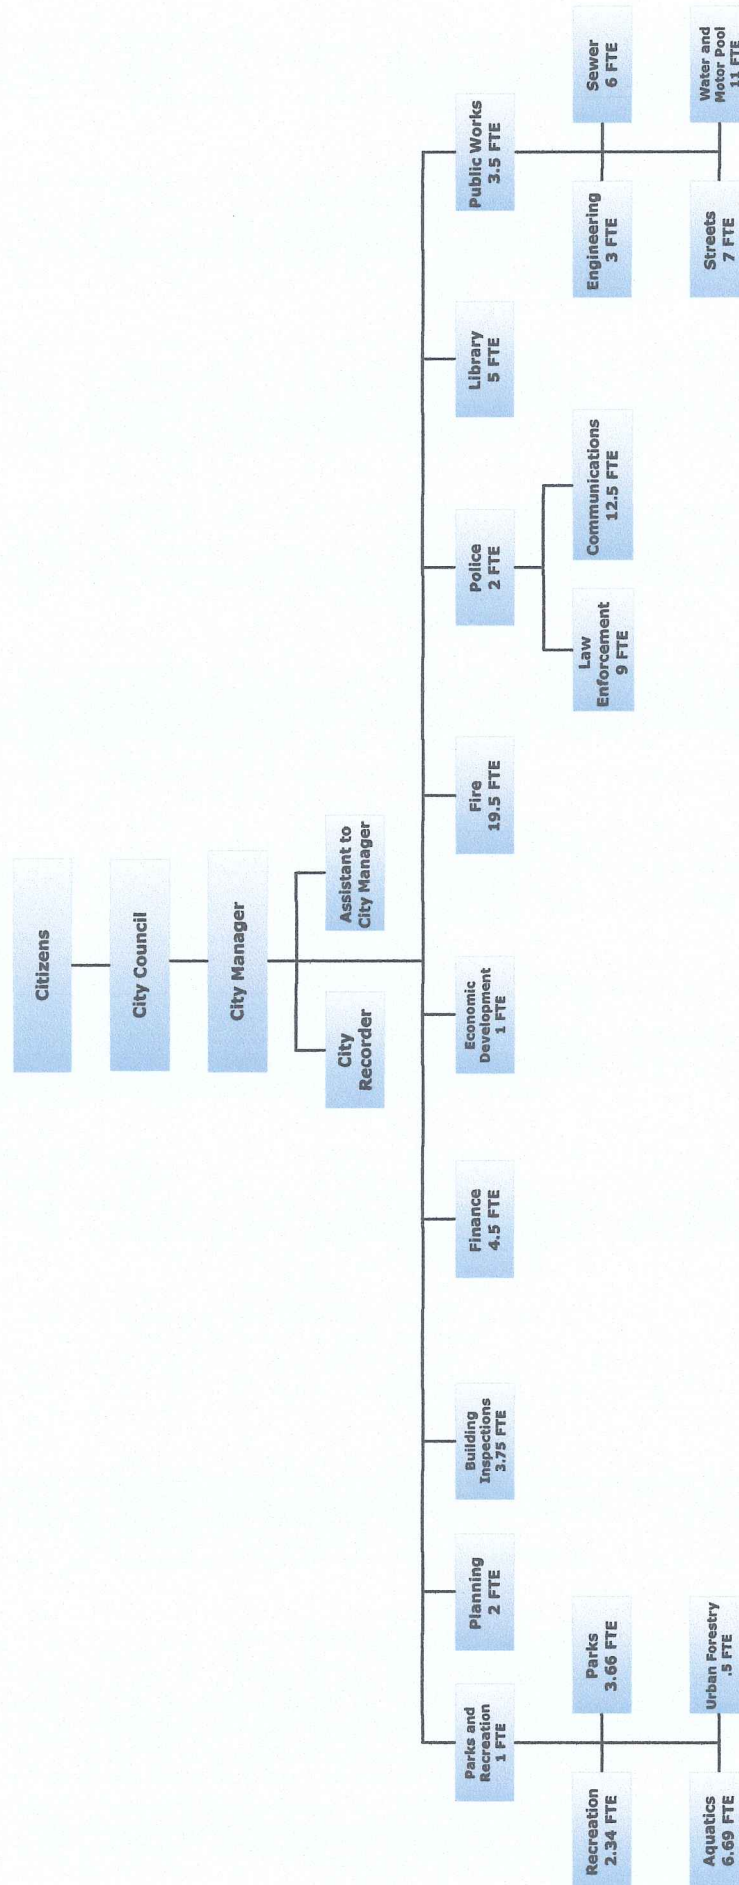 Citizens
City Council
City Manager
City
Recorder
Assistant to
City Manager
Parks and
Recreation
1 FTE
Planning
2 FTE
Building
Inspections
3.75 FTE
Finance
4.5 FTE
Economic
Development
1 FTE
Fire
19.5 FTE
Police
2 FTE
Library
5 FTE
Public Works
3.5 FTE
Recreation
2.34 FTE
Parks
3.66 FTE
Law
Enforcement
9 FTE
Communications
12.5 FTE
Engineering
3 FTE
Sewer
6 FTE
Aquatics
6.69 FTE
Urban Forestry
.5 FTE
Streets
7 FTE
Water and
Motor Pool
11 FTE